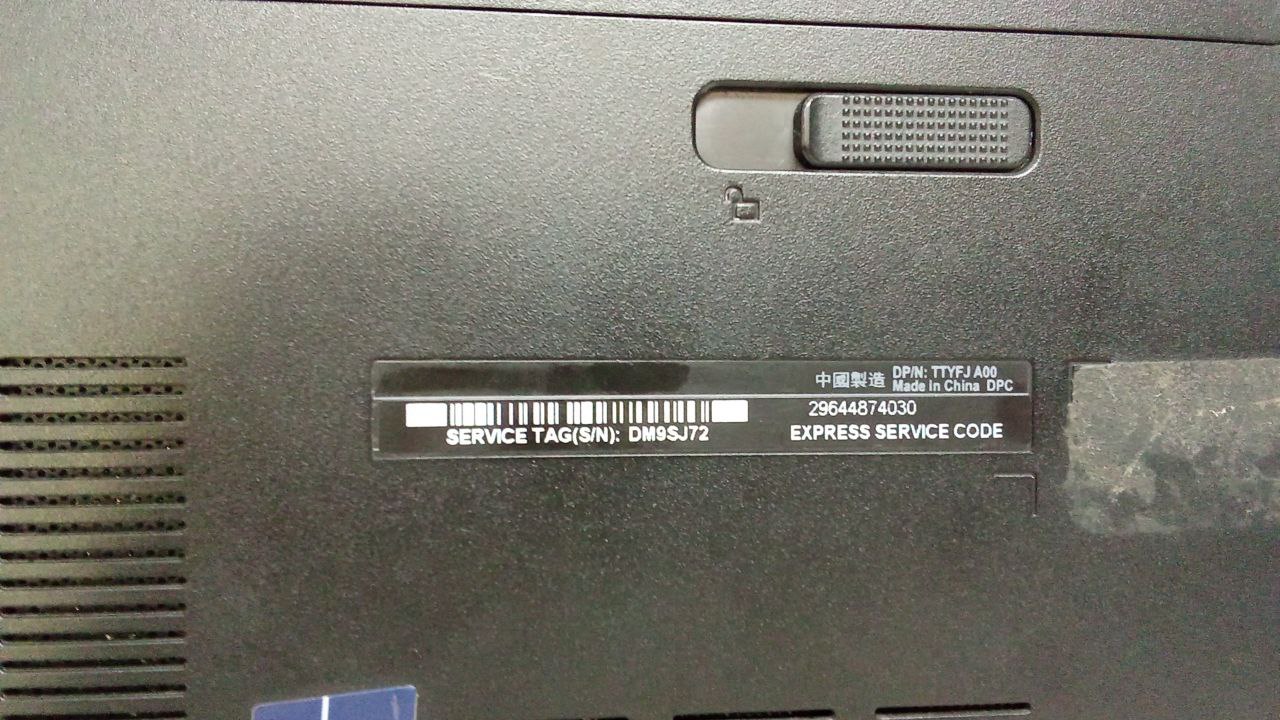 中國製造 DP/N: TTYFJ A00
Made in China DPC
29644874030
SERVICE TAG(S/N): DM9SJ72
EXPRESS SERVICE CODE